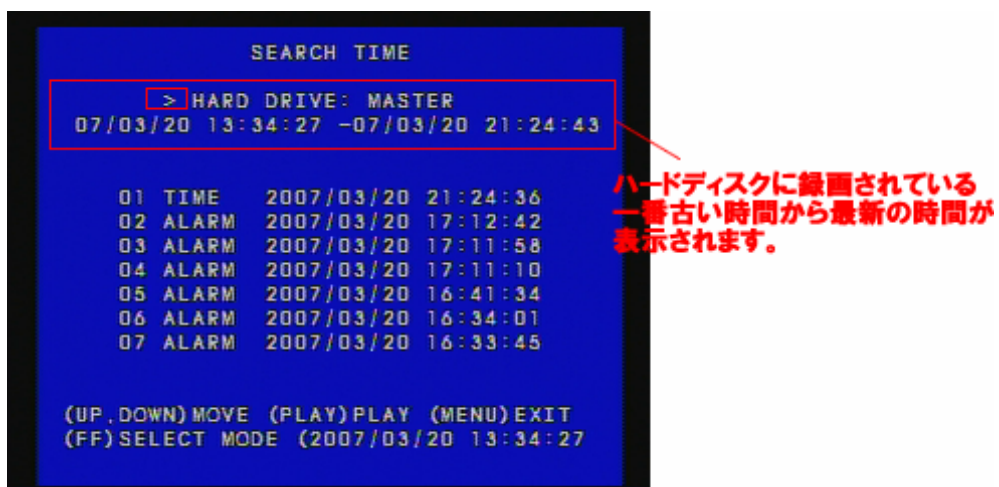 SEARCH TIME
> HARD DRIVE: MASTER
07/03/20 13:34:27 -07/03/20 21:24:43
ハードディスクに録画されている
一番古い時間から最新の時間が
表示されます。
01 TIME 2007/03/20 21:24:36
02 ALARM 2007/03/20 17:12:42
03 ALARM 2007/03/20 17:11:58
04 ALARM 2007/03/20 17:11:10
05 ALARM 2007/03/20 16:41:34
06 ALARM 2007/03/20 16:34:01
07 ALARM 2007/03/20 16:33:45
(UP,DOWN)MOVE (PLAY)PLAY (MENU)EXIT
(FF)SELECT MODE (2007/03/20 13:34:27